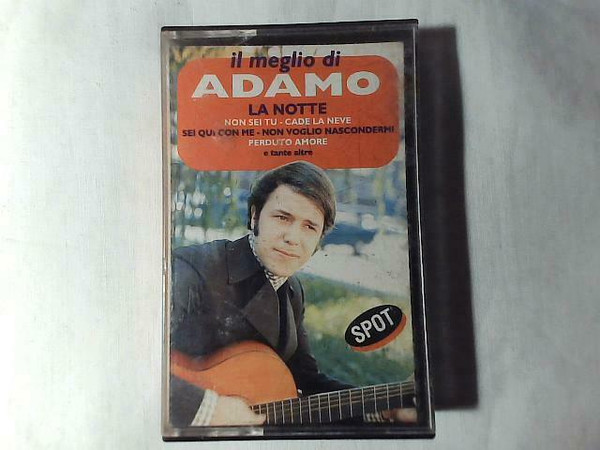 il meglio di
ADAMO
LA NOTTE
NON SEI TU - CADE LA NEVE
SEI QUI CON ME - NON VOGLIO NASCONDERMI
PERDUTO AMORE
e tante altre
SPOT